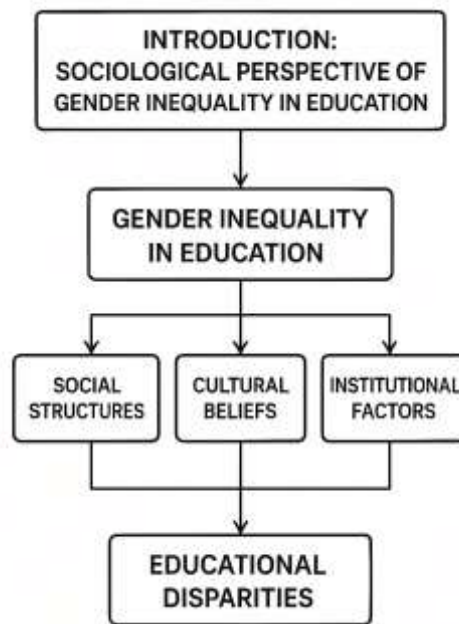 INTRODUCTION:
SOCIOLOGICAL PERSPECTIVE OF
GENDER INEQUALITY IN EDUCATION
GENDER INEQUALITY
IN EDUCATION
SOCIAL
STRUCTURES
CULTURAL
BELIEFS
INSTITUTIONAL
FACTORS
EDUCATIONAL
DISPARITIES